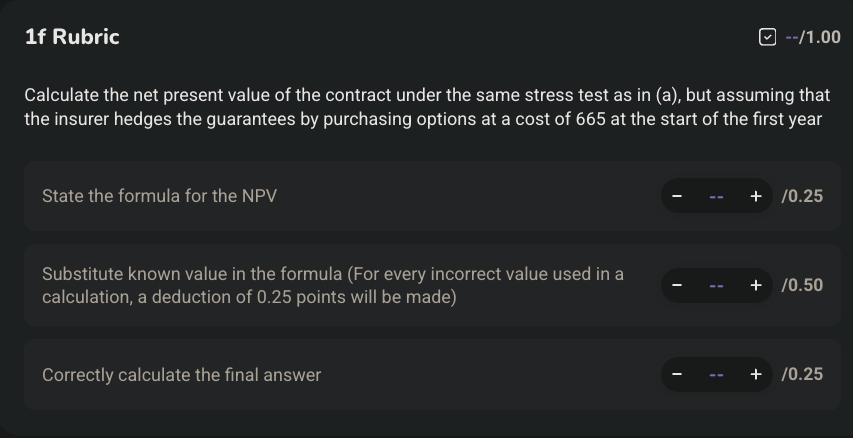 1f Rubric
--/1.00
Calculate the net present value of the contract under the same stress test as in (a), but assuming that
the insurer hedges the guarantees by purchasing options at a cost of 665 at the start of the first year
State the formula for the NPV
− -- + /0.25
Substitute known value in the formula (For every incorrect value used in a
calculation, a deduction of 0.25 points will be made)
− -- + /0.50
Correctly calculate the final answer
− -- + /0.25